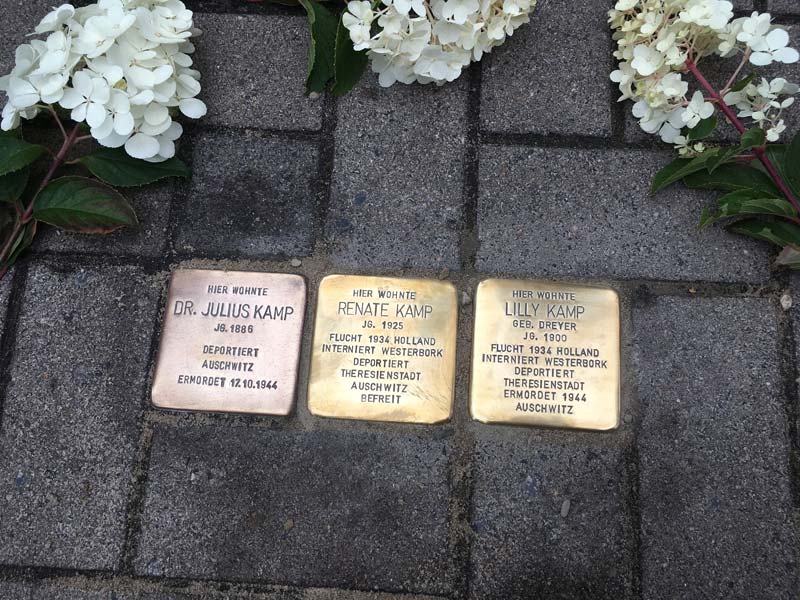 HIER WOHNTE
DR. JULIUS KAMP
JG. 1886
DEPORTIERT
AUSCHWITZ
ERMORDET 12.10.1944
HIER WOHNTE
RENATE KAMP
JG. 1925
FLUCHT 1934 HOLLAND
INTERNIERT WESTERBORK
DEPORTIERT
THERESIENSTADT
AUSCHWITZ
BEFREIT
HIER WOHNTE
LILLY KAMP
GEB. DREYER
JG. 1900
FLUCHT 1934 HOLLAND
INTERNIERT WESTERBORK
DEPORTIERT
THERESIENSTADT
ERMORDET 1944
AUSCHWITZ